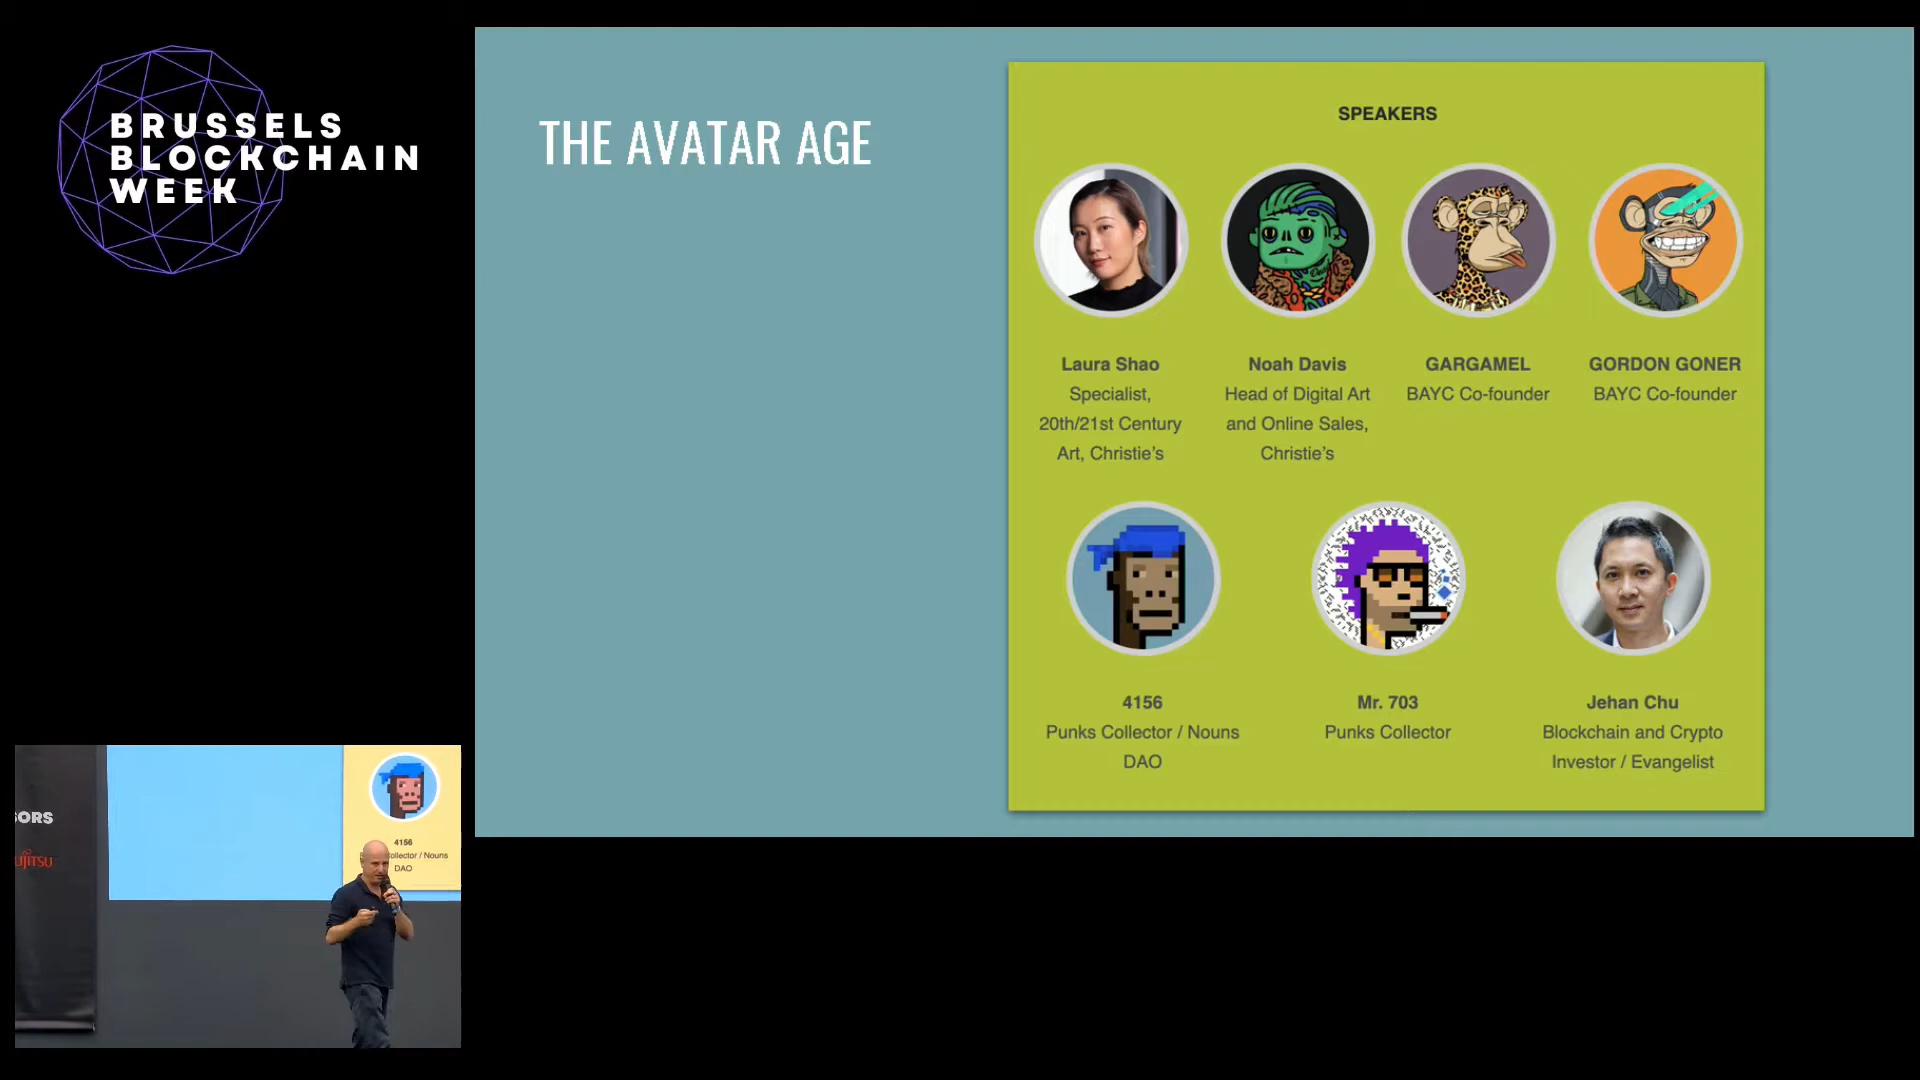 BRUSSELS
BLOCKCHAIN
WEEK
THE AVATAR AGE
SPEAKERS
Laura Shao
Specialist,
20th/21st Century
Art, Christie's
Noah Davis
Head of Digital Art
and Online Sales,
Christie's
GARGAMEL
BAYC Co-founder
GORDON GONER
BAYC Co-founder
4156
Punks Collector / Nouns
DAO
Mr. 703
Punks Collector
Jehan Chu
Blockchain and Crypto
Investor / Evangelist
4156
ollector / Nouns
DAO
SORS
UJITSU